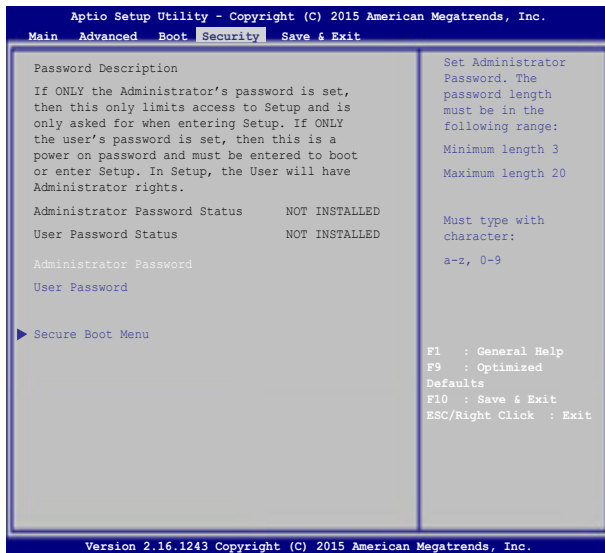 Aptio Setup Utility - Copyright (C) 2015 American Megatrends, Inc.
Main Advanced Boot Security Save & Exit
Password Description
If ONLY the Administrator's password is set,
then this only limits access to Setup and is
only asked for when entering Setup. If ONLY
the user's password is set, then this is a
power on password and must be entered to boot
or enter Setup. In Setup, the User will have
Administrator rights.
Administrator Password Status NOT INSTALLED
User Password Status NOT INSTALLED
Administrator Password
User Password
Secure Boot Menu
Set Administrator
Password. The
password length
must be in the
following range:
Minimum length 3
Maximum length 20
Must type with
character:
a-z, 0-9
F1 : General Help
F9 : Optimized
Defaults
F10 : Save & Exit
ESC/Right Click : Exit
Version 2.16.1243 Copyright (C) 2015 American Megatrends, Inc.